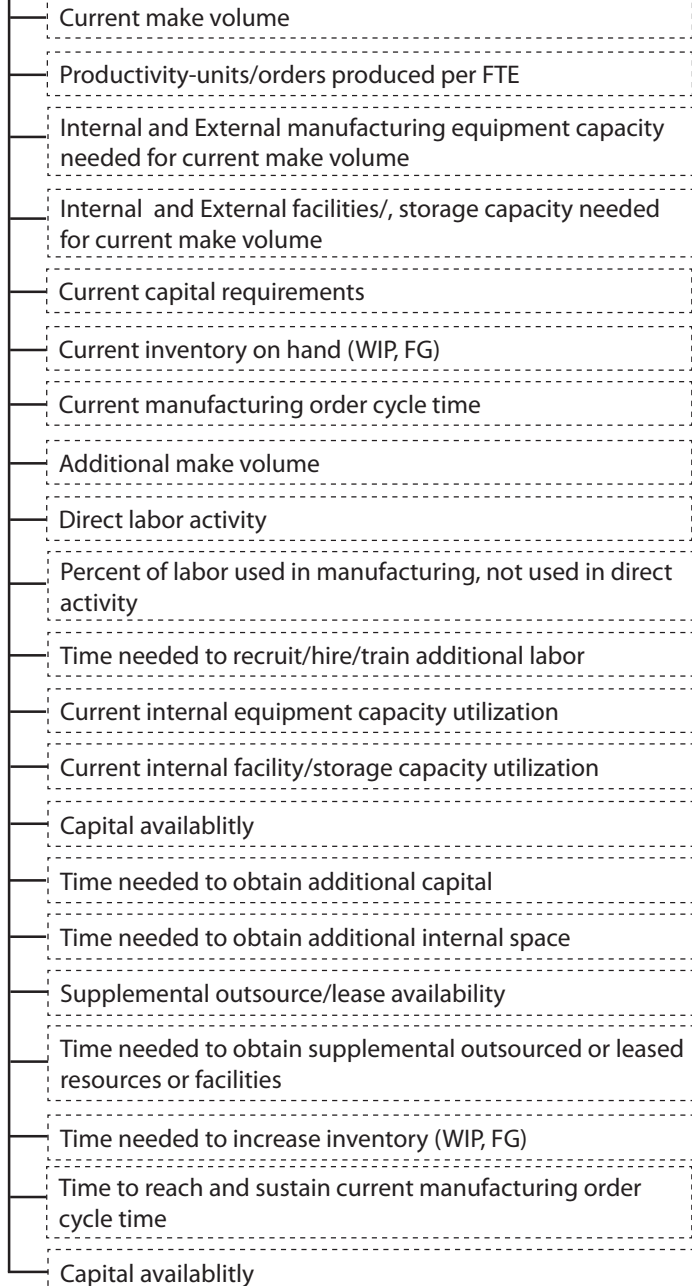 Current make volume
Productivity-units/orders produced per FTE
Internal and External manufacturing equipment capacity
needed for current make volume
Internal  and External facilities/, storage capacity needed
for current make volume
Current capital requirements
Current inventory on hand (WIP, FG)
Current manufacturing order cycle time
Additional make volume
Direct labor activity
Percent of labor used in manufacturing, not used in direct
activity
Time needed to recruit/hire/train additional labor
Current internal equipment capacity utilization
Current internal facility/storage capacity utilization
Capital availablitly
Time needed to obtain additional capital
Time needed to obtain additional internal space
Supplemental outsource/lease availability
Time needed to obtain supplemental outsourced or leased
resources or facilities
Time needed to increase inventory (WIP, FG)
Time to reach and sustain current manufacturing order
cycle time
Capital availablitly